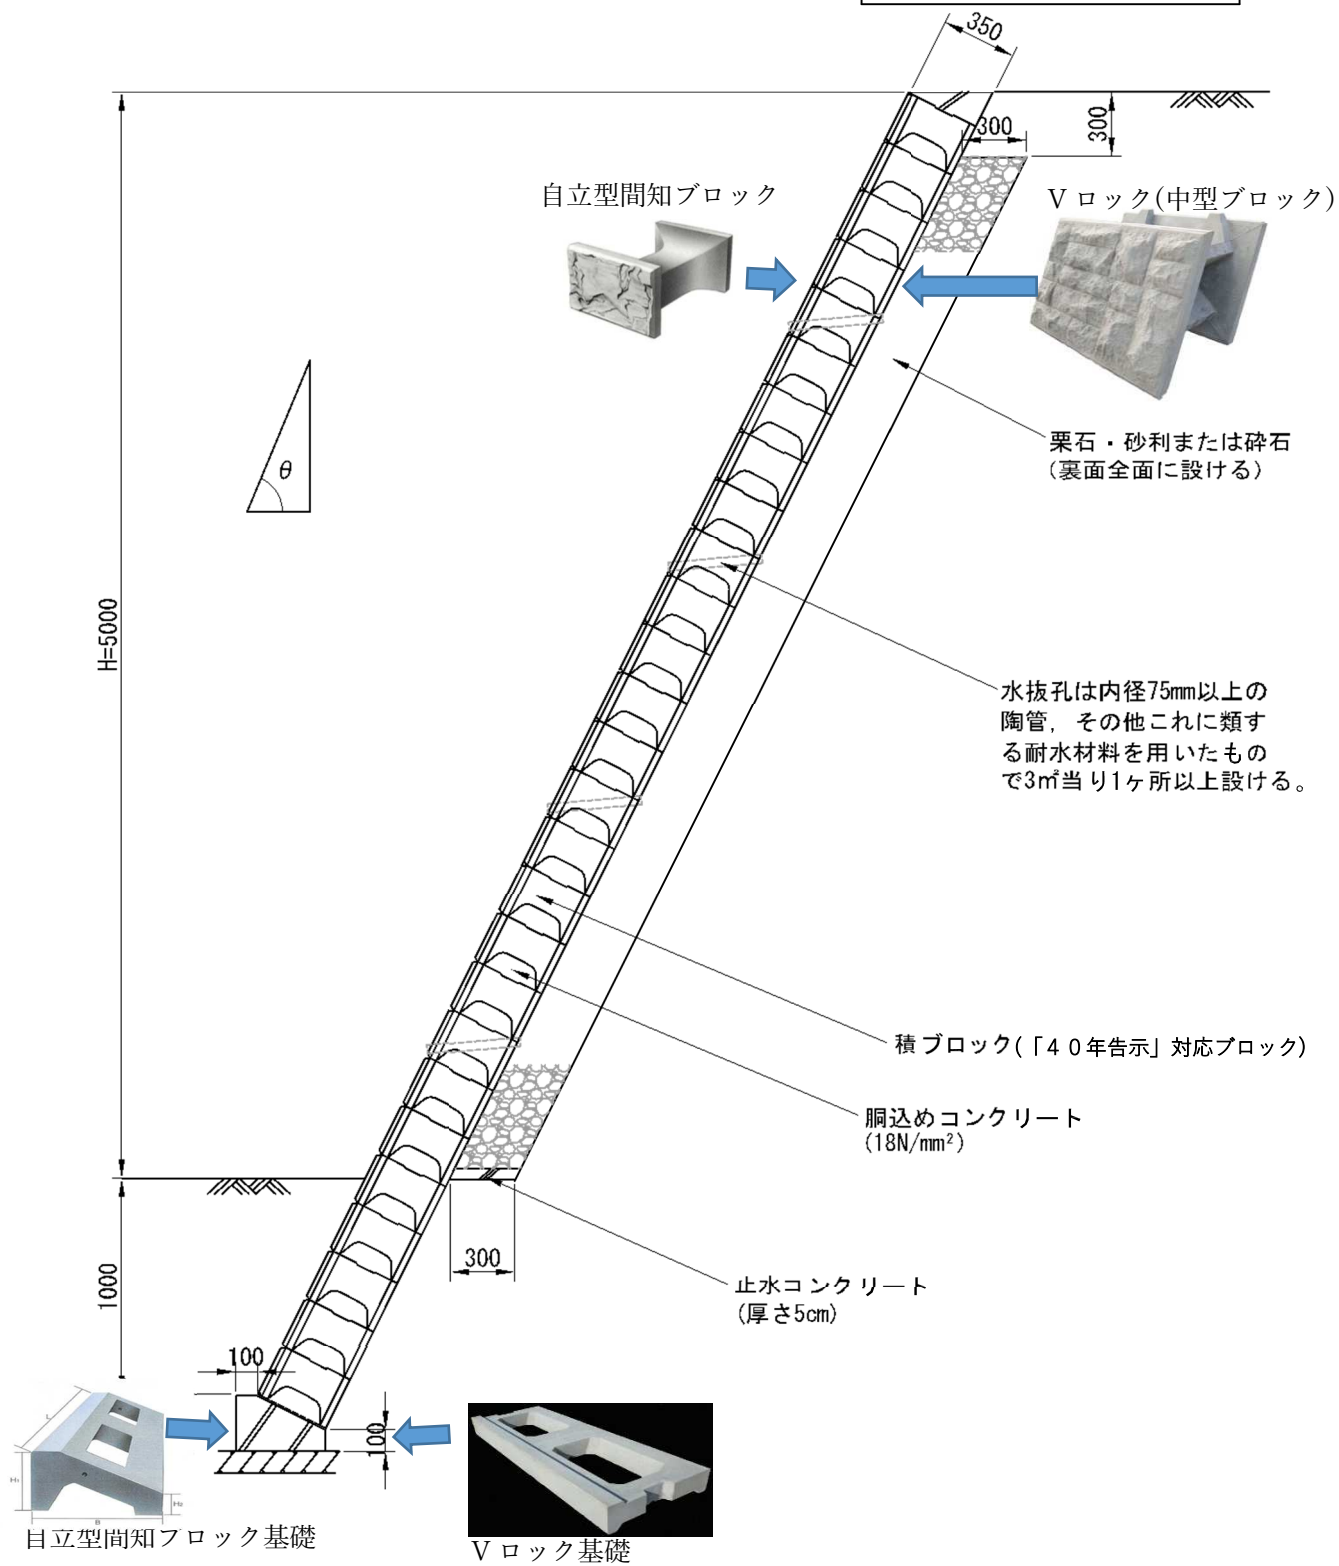 350
300
300
自立型間知ブロック
Vロック(中型ブロック)
θ
栗石・砂利または砕石
(裏面全面に設ける)
H=5000
水抜孔は内径75mm以上の
陶管，その他これに類す
る耐水材料を用いたもの
で3㎡当り1ヶ所以上設ける。
積ブロック(「４０年告示」対応ブロック)
胴込めコンクリート
(18N/mm²)
300
1000
止水コンクリート
(厚さ5cm)
100
100
L
H₁
H₂
B
自立型間知ブロック基礎
Vロック基礎